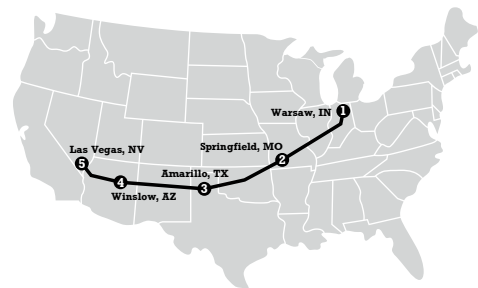 Warsaw, IN 1
Springfield, MO 2
Las Vegas, NV
5
Amarillo, TX
4
3
Winslow, AZ